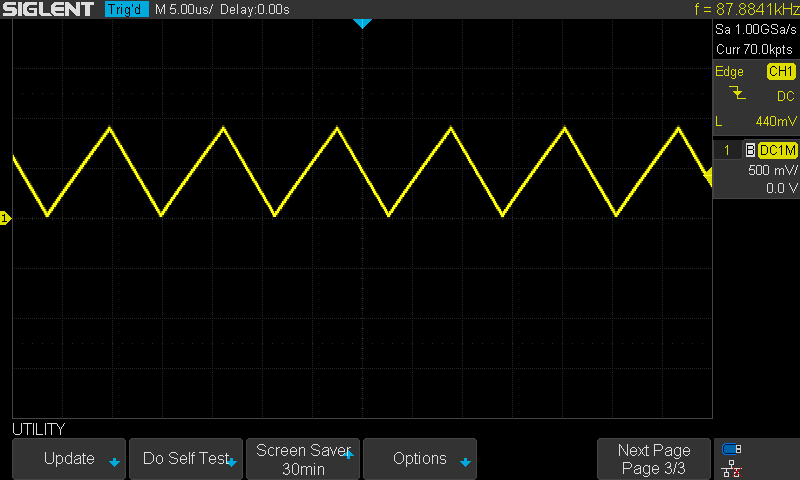 SIGLENT Trig'd M 5.00us/ Delay:0.00s f = 87.8841kHz
Sa 1.00GSa/s
Curr 70.0kpts
Edge CH1
DC
L 440mV
1 B DC1M
500 mV/
0.0 V
1
UTILITY
Update Do Self Test Screen Saver 30min Options Next Page Page 3/3